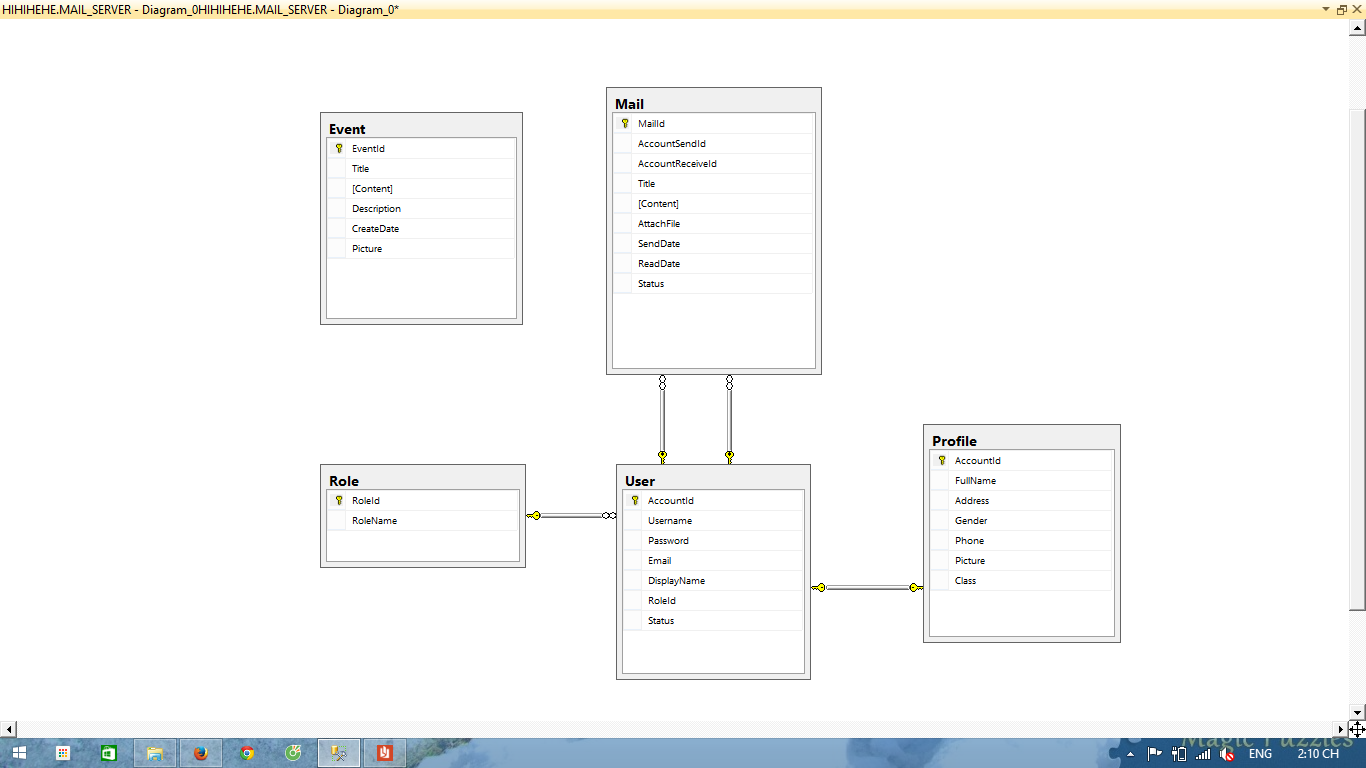 HIHIHEHE.MAIL_SERVER - Diagram_0HIHIHEHE.MAIL_SERVER - Diagram_0*
Event
EventId
Title
[Content]
Description
CreateDate
Picture
Mail
MailId
AccountSendId
AccountReceiveId
Title
[Content]
AttachFile
SendDate
ReadDate
Status
Role
RoleId
RoleName
User
AccountId
Username
Password
Email
DisplayName
RoleId
Status
Profile
AccountId
FullName
Address
Gender
Phone
Picture
Class
Magic Puzzles
ENG
2:10 CH